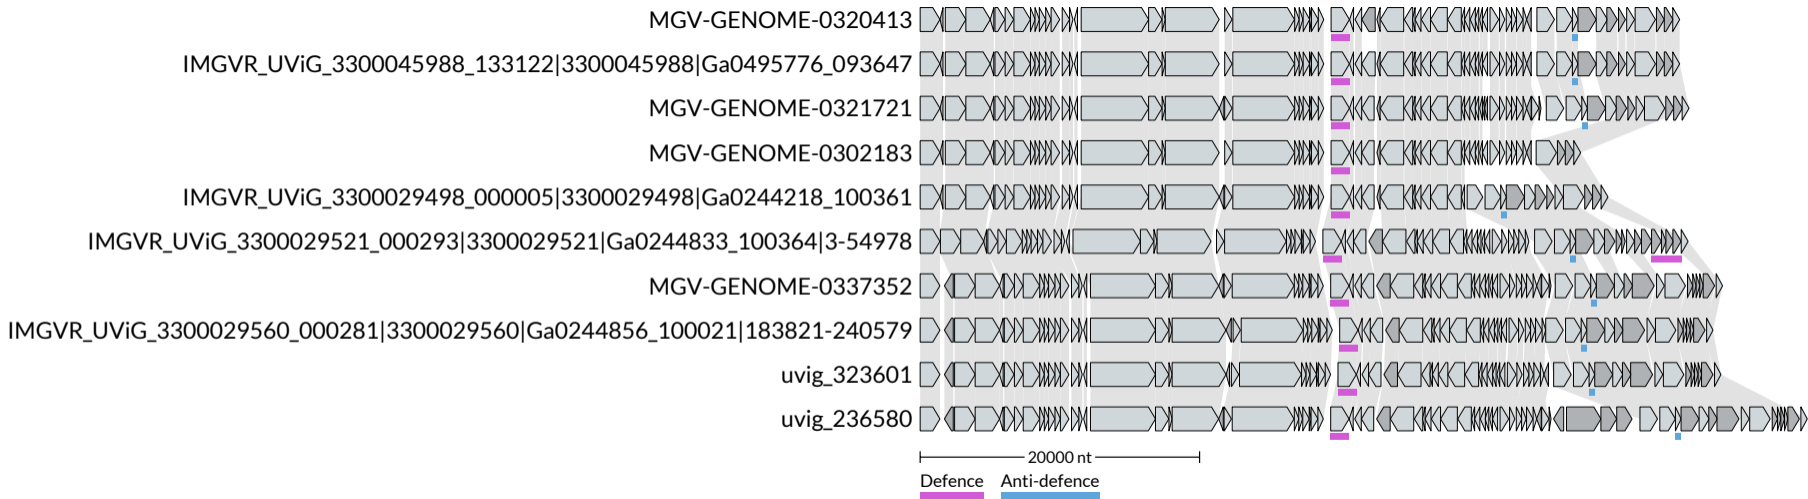 MGV-GENOME-0320413
IMGVR_UViG_3300045988_133122|3300045988|Ga0495776_093647
MGV-GENOME-0321721
MGV-GENOME-0302183
IMGVR_UViG_3300029498_000005|3300029498|Ga0244218_100361
IMGVR_UViG_3300029521_000293|3300029521|Ga0244833_100364|3-54978
MGV-GENOME-0337352
IMGVR_UViG_3300029560_000281|3300029560|Ga0244856_100021|183821-240579
uvig_323601
uvig_236580
20000 nt
Defence Anti-defence